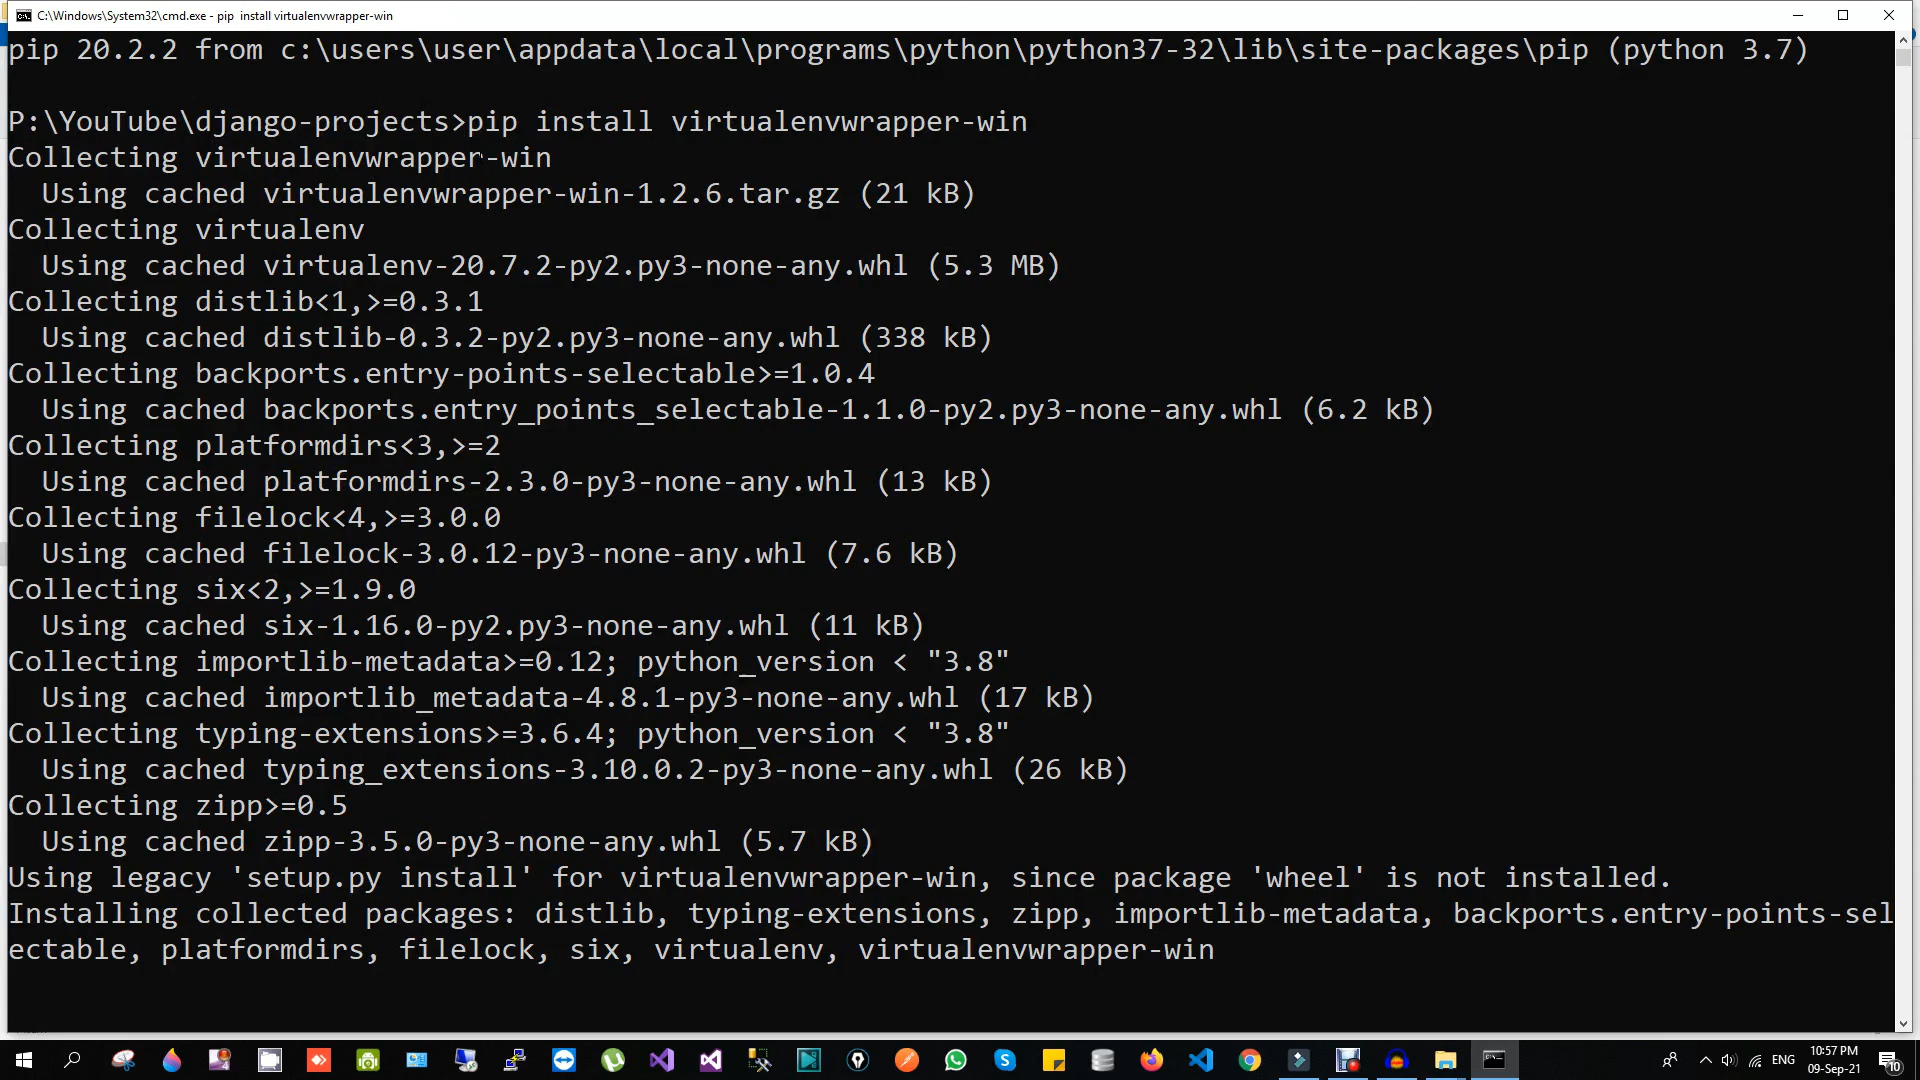 C:\Windows\System32\cmd.exe - pip  install virtualenvwrapper-win
pip 20.2.2 from c:\users\user\appdata\local\programs\python\python37-32\lib\site-packages\pip (python 3.7)
P:\YouTube\django-projects>pip install virtualenvwrapper-win
Collecting virtualenvwrapper-win
  Using cached virtualenvwrapper-win-1.2.6.tar.gz (21 kB)
Collecting virtualenv
  Using cached virtualenv-20.7.2-py2.py3-none-any.whl (5.3 MB)
Collecting distlib<1,>=0.3.1
  Using cached distlib-0.3.2-py2.py3-none-any.whl (338 kB)
Collecting backports.entry-points-selectable>=1.0.4
  Using cached backports.entry_points_selectable-1.1.0-py2.py3-none-any.whl (6.2 kB)
Collecting platformdirs<3,>=2
  Using cached platformdirs-2.3.0-py3-none-any.whl (13 kB)
Collecting filelock<4,>=3.0.0
  Using cached filelock-3.0.12-py3-none-any.whl (7.6 kB)
Collecting six<2,>=1.9.0
  Using cached six-1.16.0-py2.py3-none-any.whl (11 kB)
Collecting importlib-metadata>=0.12; python_version < "3.8"
  Using cached importlib_metadata-4.8.1-py3-none-any.whl (17 kB)
Collecting typing-extensions>=3.6.4; python_version < "3.8"
  Using cached typing_extensions-3.10.0.2-py3-none-any.whl (26 kB)
Collecting zipp>=0.5
  Using cached zipp-3.5.0-py3-none-any.whl (5.7 kB)
Using legacy 'setup.py install' for virtualenvwrapper-win, since package 'wheel' is not installed.
Installing collected packages: distlib, typing-extensions, zipp, importlib-metadata, backports.entry-points-sel
ectable, platformdirs, filelock, six, virtualenv, virtualenvwrapper-win
ENG
10:57 PM
09-Sep-21
10